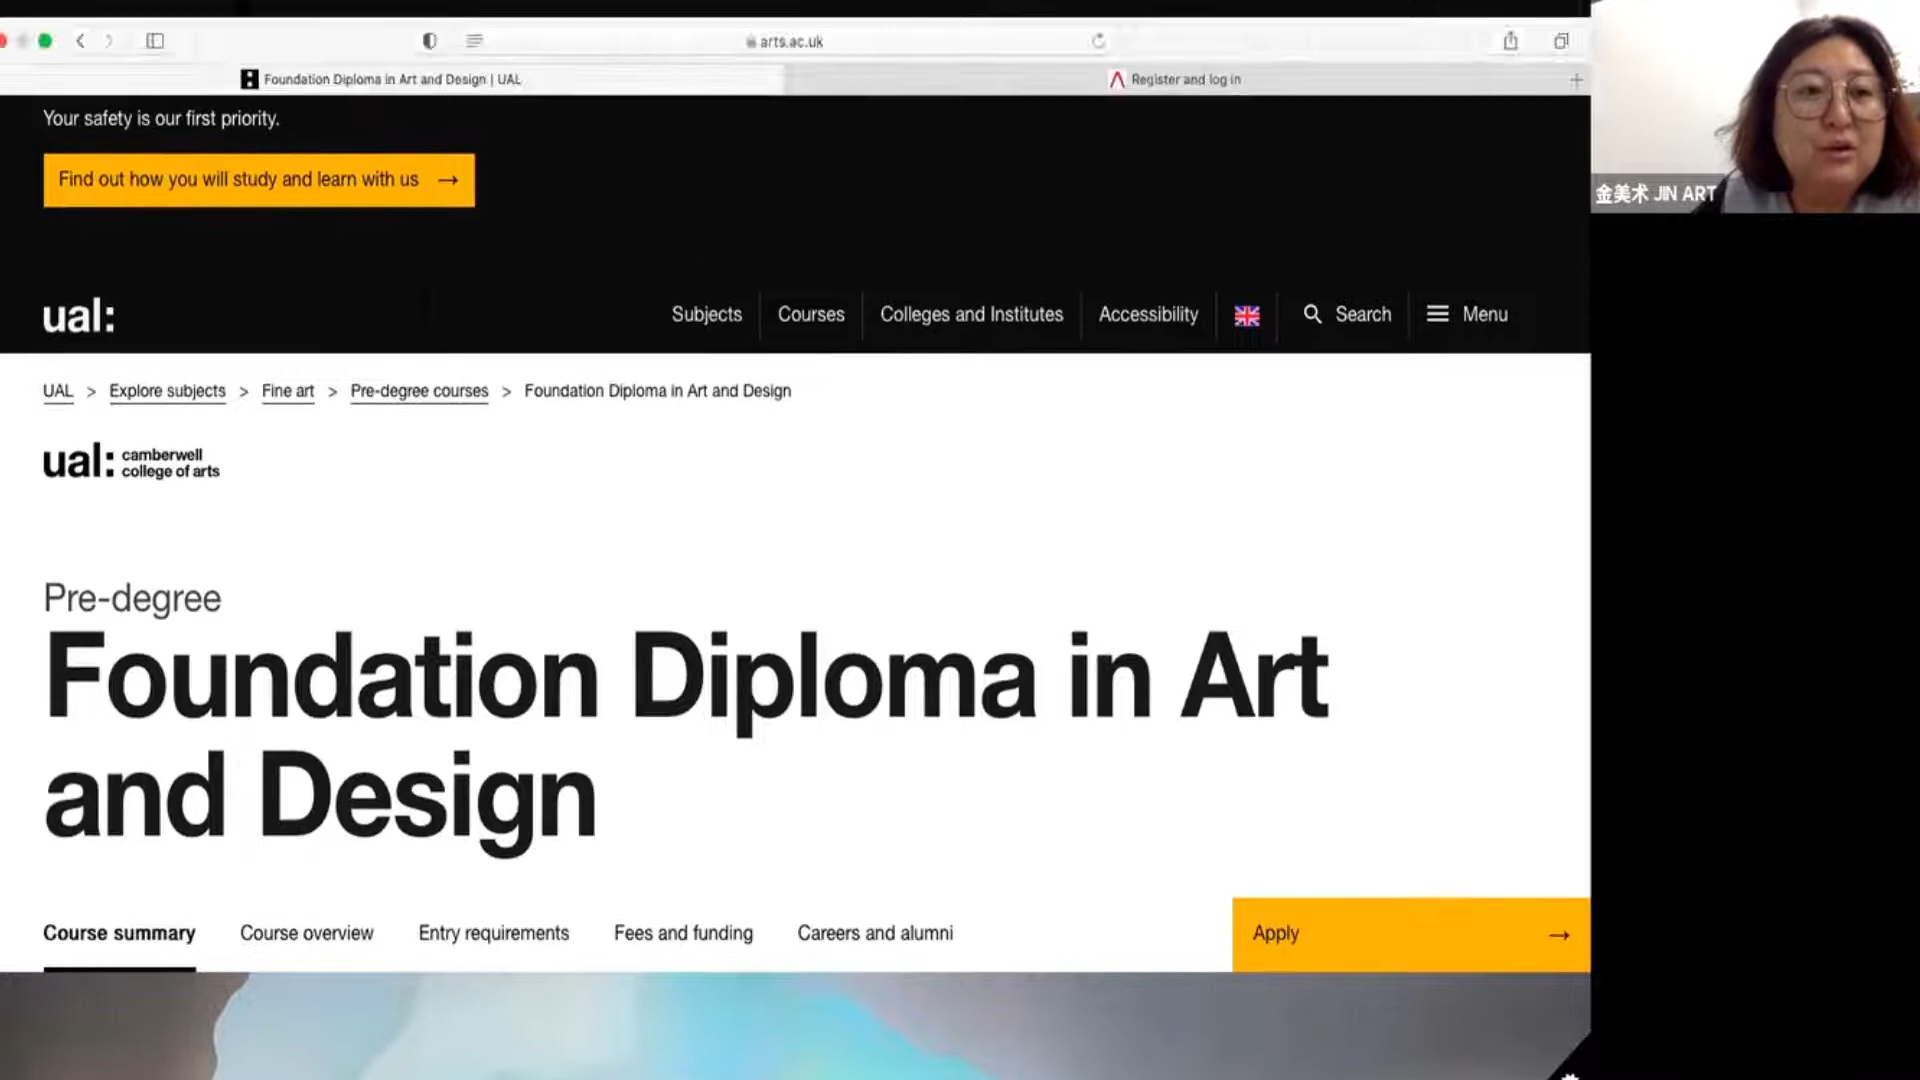 arts.ac.uk
Foundation Diploma in Art and Design | UAL
Register and log in
Your safety is our first priority.
Find out how you will study and learn with us →
金美术 JIN ART
ual:
Subjects
Courses
Colleges and Institutes
Accessibility
Search
Menu
UAL > Explore subjects > Fine art > Pre-degree courses > Foundation Diploma in Art and Design
ual: camberwell
college of arts
Pre-degree
Foundation Diploma in Art
and Design
Course summary
Course overview
Entry requirements
Fees and funding
Careers and alumni
Apply →